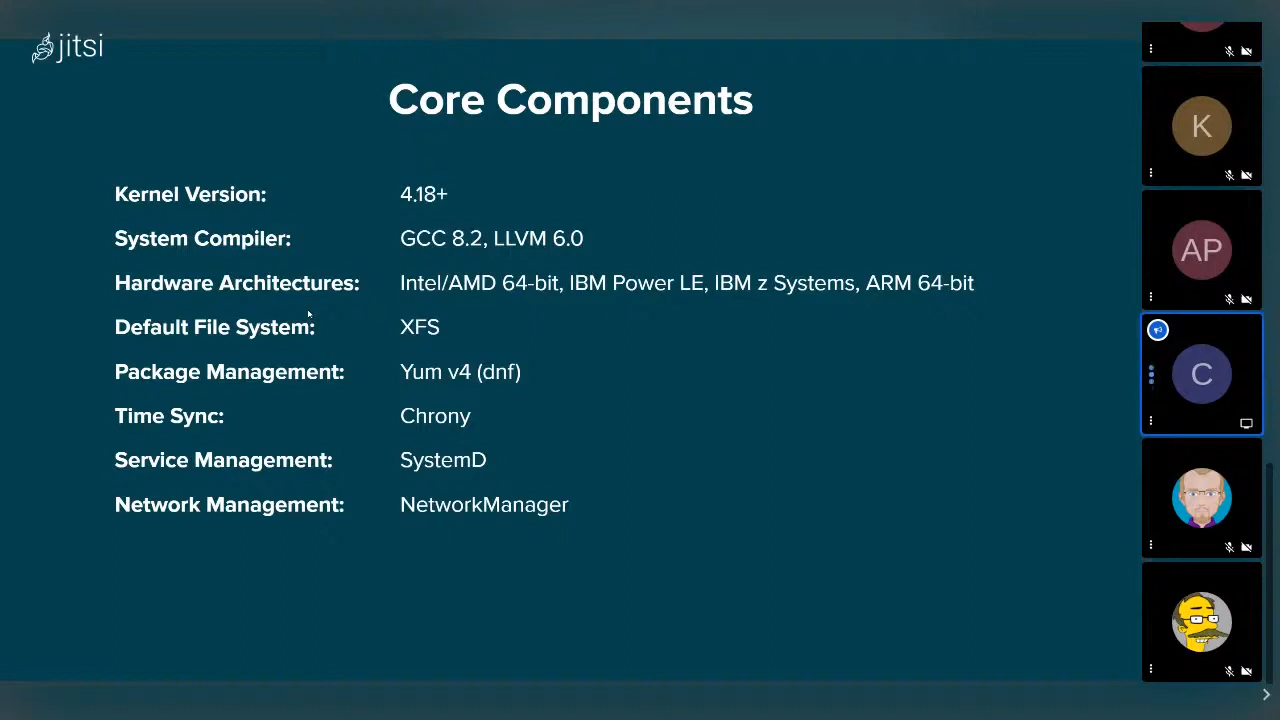 jitsi
Core Components
Kernel Version: 4.18+
System Compiler: GCC 8.2, LLVM 6.0
Hardware Architectures: Intel/AMD 64-bit, IBM Power LE, IBM z Systems, ARM 64-bit
Default File System: XFS
Package Management: Yum v4 (dnf)
Time Sync: Chrony
Service Management: SystemD
Network Management: NetworkManager
K
AP
C